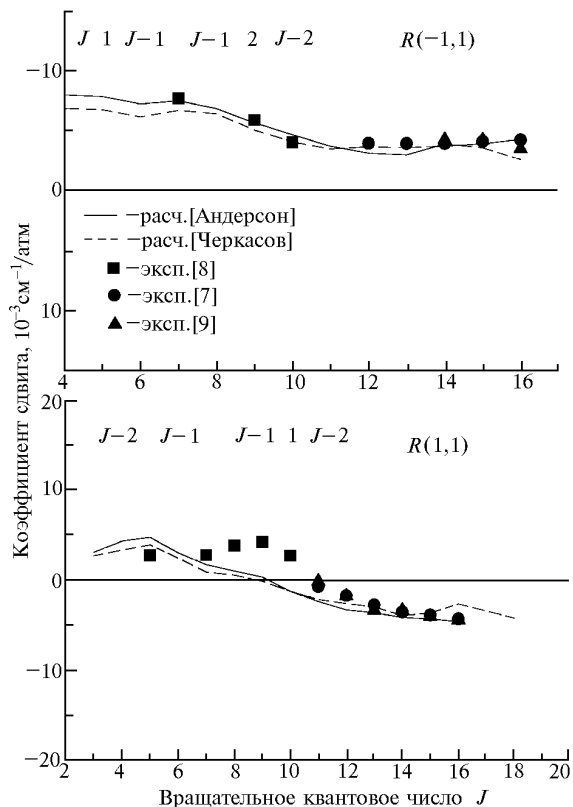 J 1 J−1 J−1 2 J−2 R(−1,1)
−10
0
—расч.[Андерсон]
—расч.[Черкасов]
—эксп.[8]
—эксп.[7]
—эксп.[9]
10
4 6 8 10 12 14 16
Коэффициент сдвига, 10⁻³см⁻¹/атм
20
J−2 J−1 J−1 1 J−2 R(1,1)
10
0
−10
−20
2 4 6 8 10 12 14 16 18 20
Вращательное квантовое число J